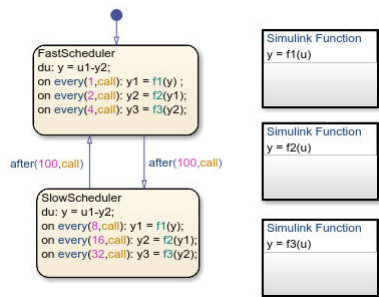 FastScheduler
du: y = u1-y2;
on every(1,call): y1 = f1(y) ;
on every(2,call): y2 = f2(y1);
on every(4,call): y3 = f3(y2);
after(100,call)
after(100,call)
SlowScheduler
du: y = u1-y2;
on every(8,call): y1 = f1(y);
on every(16,call): y2 = f2(y1);
on every(32,call): y3 = f3(y2);
Simulink Function
y = f1(u)
Simulink Function
y = f2(u)
Simulink Function
y = f3(u)